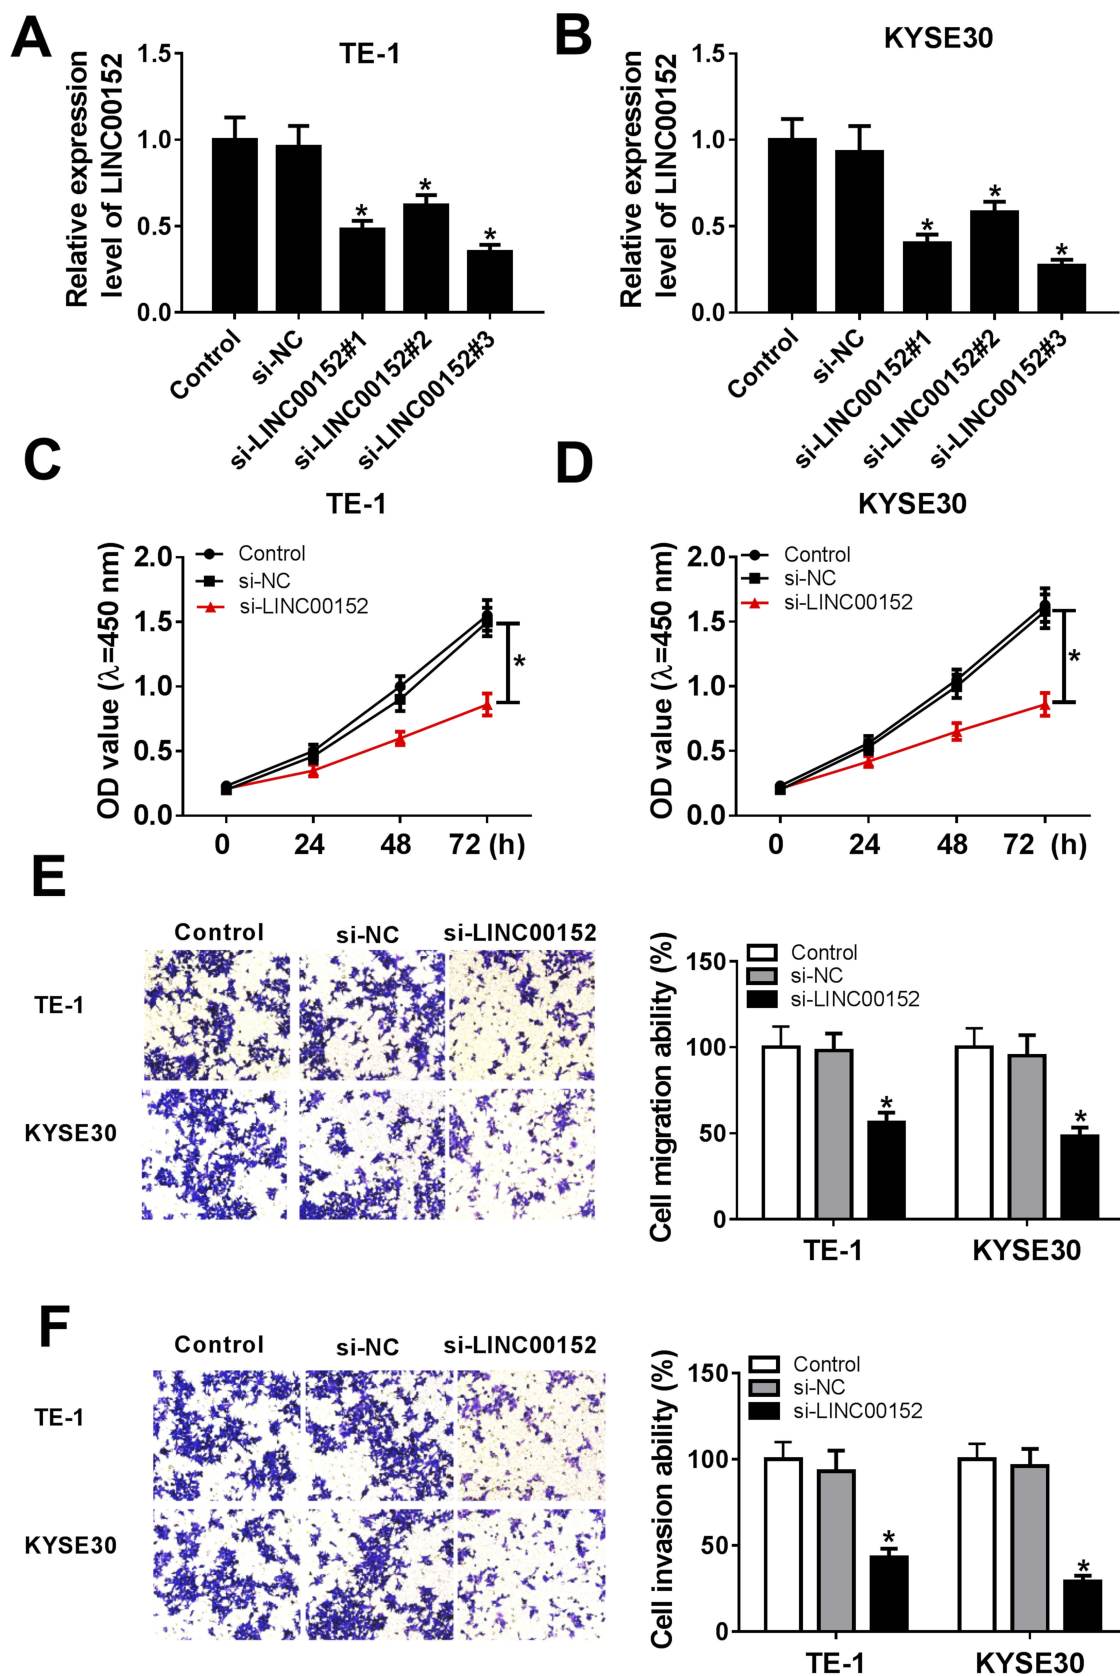 A
TE-1
Relative expression
level of LINC00152
1.5
1.0
0.5
0.0
*
*
*
Control
si-NC
si-LINC00152#1
si-LINC00152#2
si-LINC00152#3
B
KYSE30
Relative expression
level of LINC00152
1.5
1.0
0.5
0.0
*
*
*
Control
si-NC
si-LINC00152#1
si-LINC00152#2
si-LINC00152#3
C
TE-1
OD value (λ=450 nm)
2.0
1.5
1.0
0.5
0.0
Control
si-NC
si-LINC00152
*
0 24 48 72 (h)
D
KYSE30
OD value (λ=450 nm)
2.0
1.5
1.0
0.5
0.0
Control
si-NC
si-LINC00152
*
0 24 48 72 (h)
E
Control si-NC si-LINC00152
TE-1
KYSE30
Cell migration ability (%)
150
100
50
0
Control
si-NC
si-LINC00152
*
*
TE-1 KYSE30
F
Control si-NC si-LINC00152
TE-1
KYSE30
Cell invasion ability (%)
150
100
50
0
Control
si-NC
si-LINC00152
*
*
TE-1 KYSE30